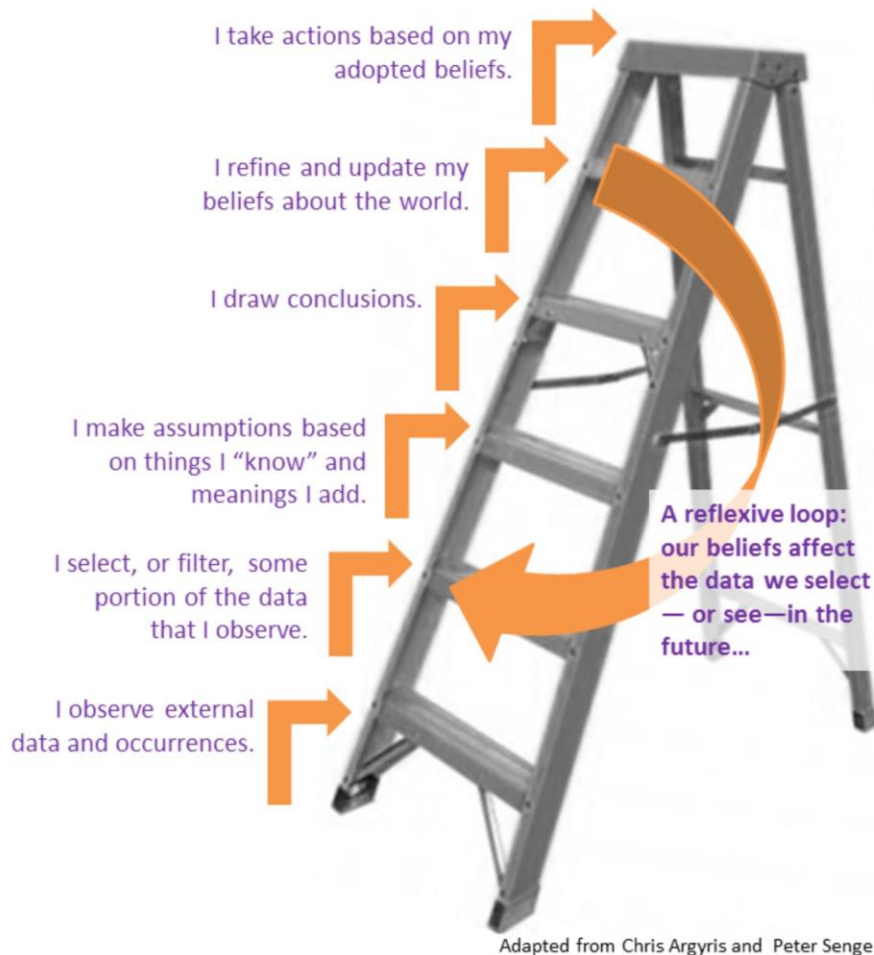 I take actions based on my
adopted beliefs.
I refine and update my
beliefs about the world.
I draw conclusions.
I make assumptions based
on things I “know” and
meanings I add.
I select, or filter, some
portion of the data
that I observe.
I observe external
data and occurrences.
A reflexive loop:
our beliefs affect
the data we select
— or see—in the
future...
Adapted from Chris Argyris and Peter Senge